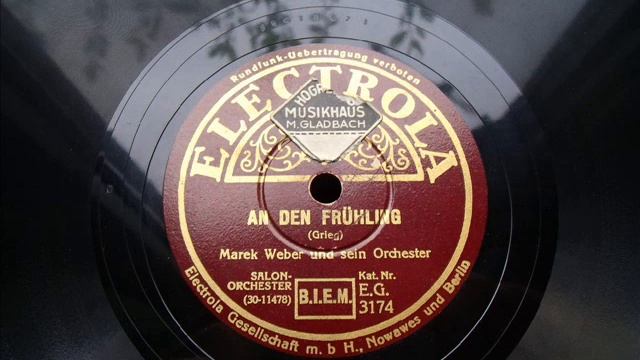 Rundfunk-Uebertragung verboten
ELECTROLA
MUSIKHAUS
M.GLADBACH
AN DEN FRÜHLING
(Grieg)
Marek Weber und sein Orchester
SALON-
ORCHESTER
(30-11478)
B.I.E.M.
Kat. Nr.
E.G.
3174
Electrola Gesellschaft m. b H., Nowawes und Berlin